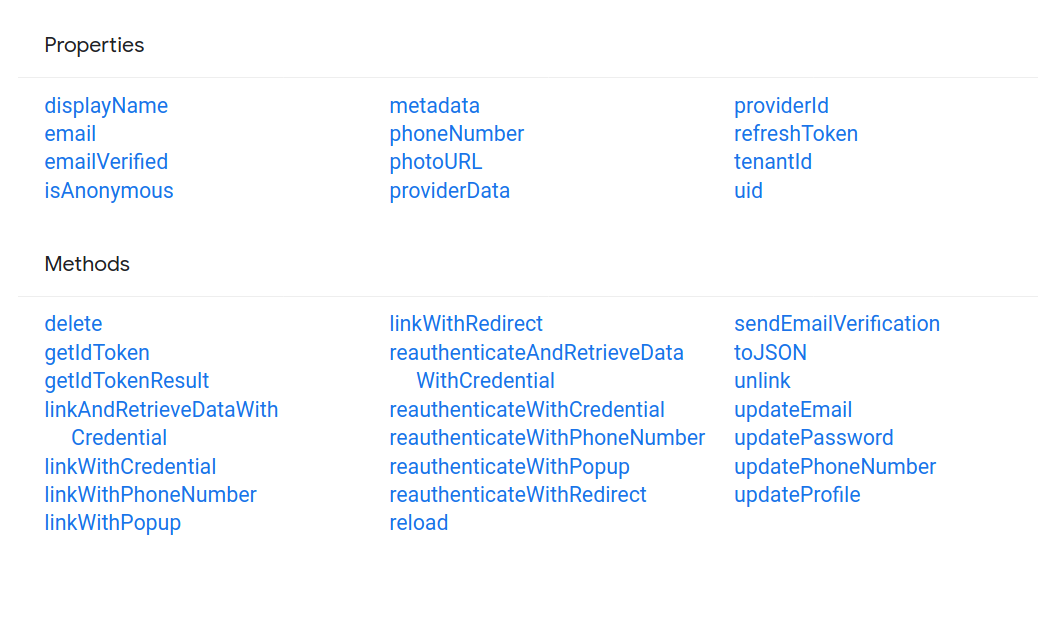 Properties
displayName
email
emailVerified
isAnonymous
metadata
phoneNumber
photoURL
providerData
providerId
refreshToken
tenantId
uid
Methods
delete
getIdToken
getIdTokenResult
linkAndRetrieveDataWith
Credential
linkWithCredential
linkWithPhoneNumber
linkWithPopup
linkWithRedirect
reauthenticateAndRetrieveData
WithCredential
reauthenticateWithCredential
reauthenticateWithPhoneNumber
reauthenticateWithPopup
reauthenticateWithRedirect
reload
sendEmailVerification
toJSON
unlink
updateEmail
updatePassword
updatePhoneNumber
updateProfile